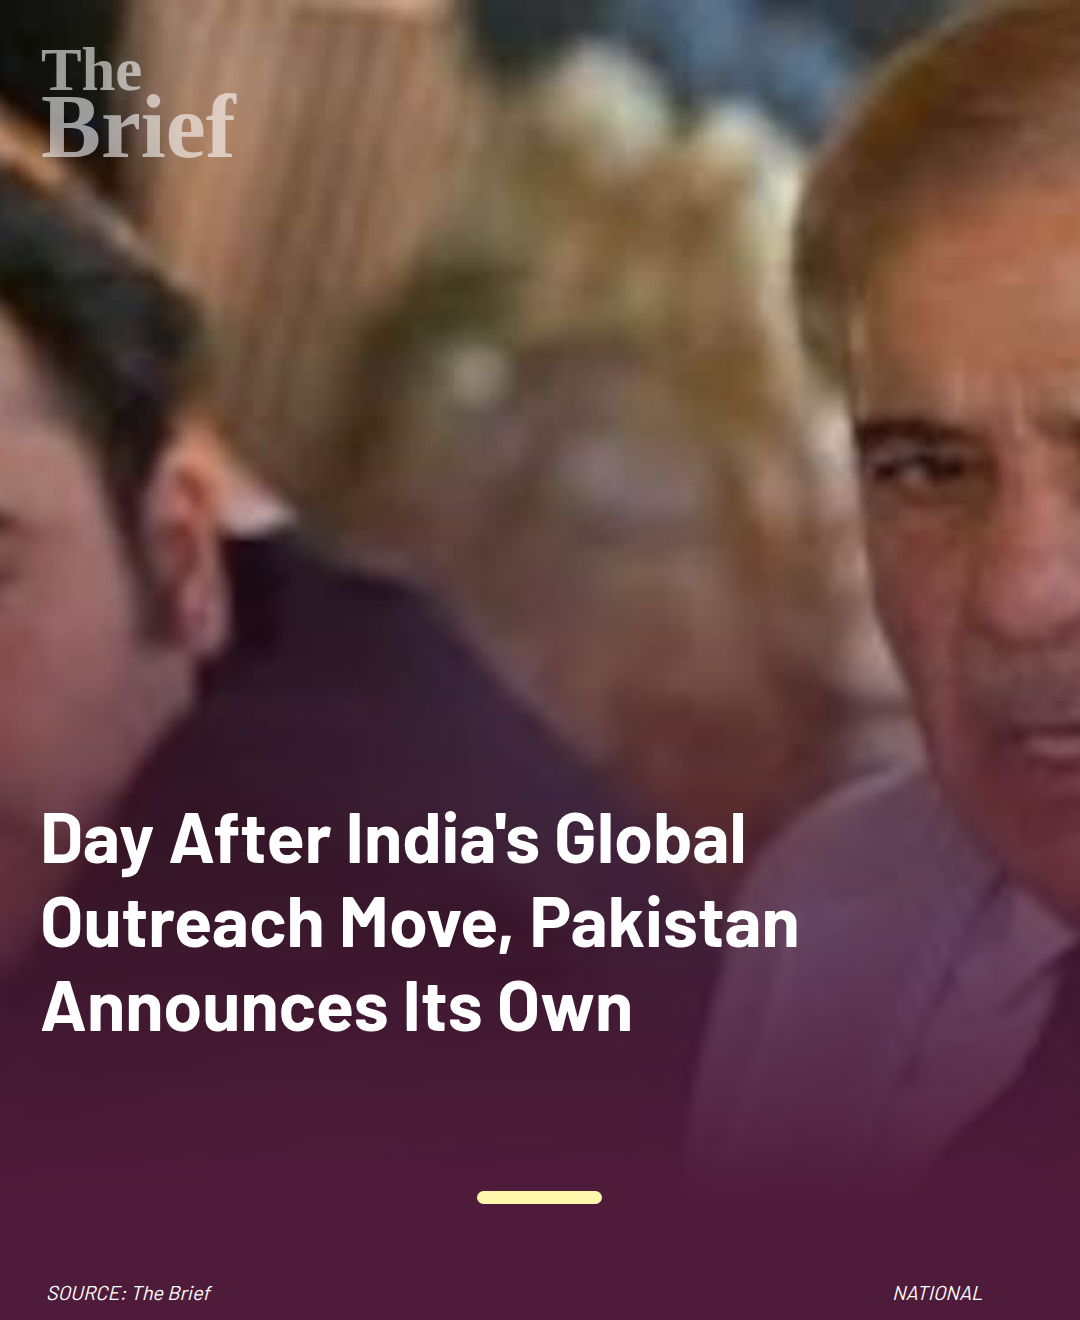 The
Brief
Day After India's Global
Outreach Move, Pakistan
Announces Its Own
SOURCE: The Brief
NATIONAL